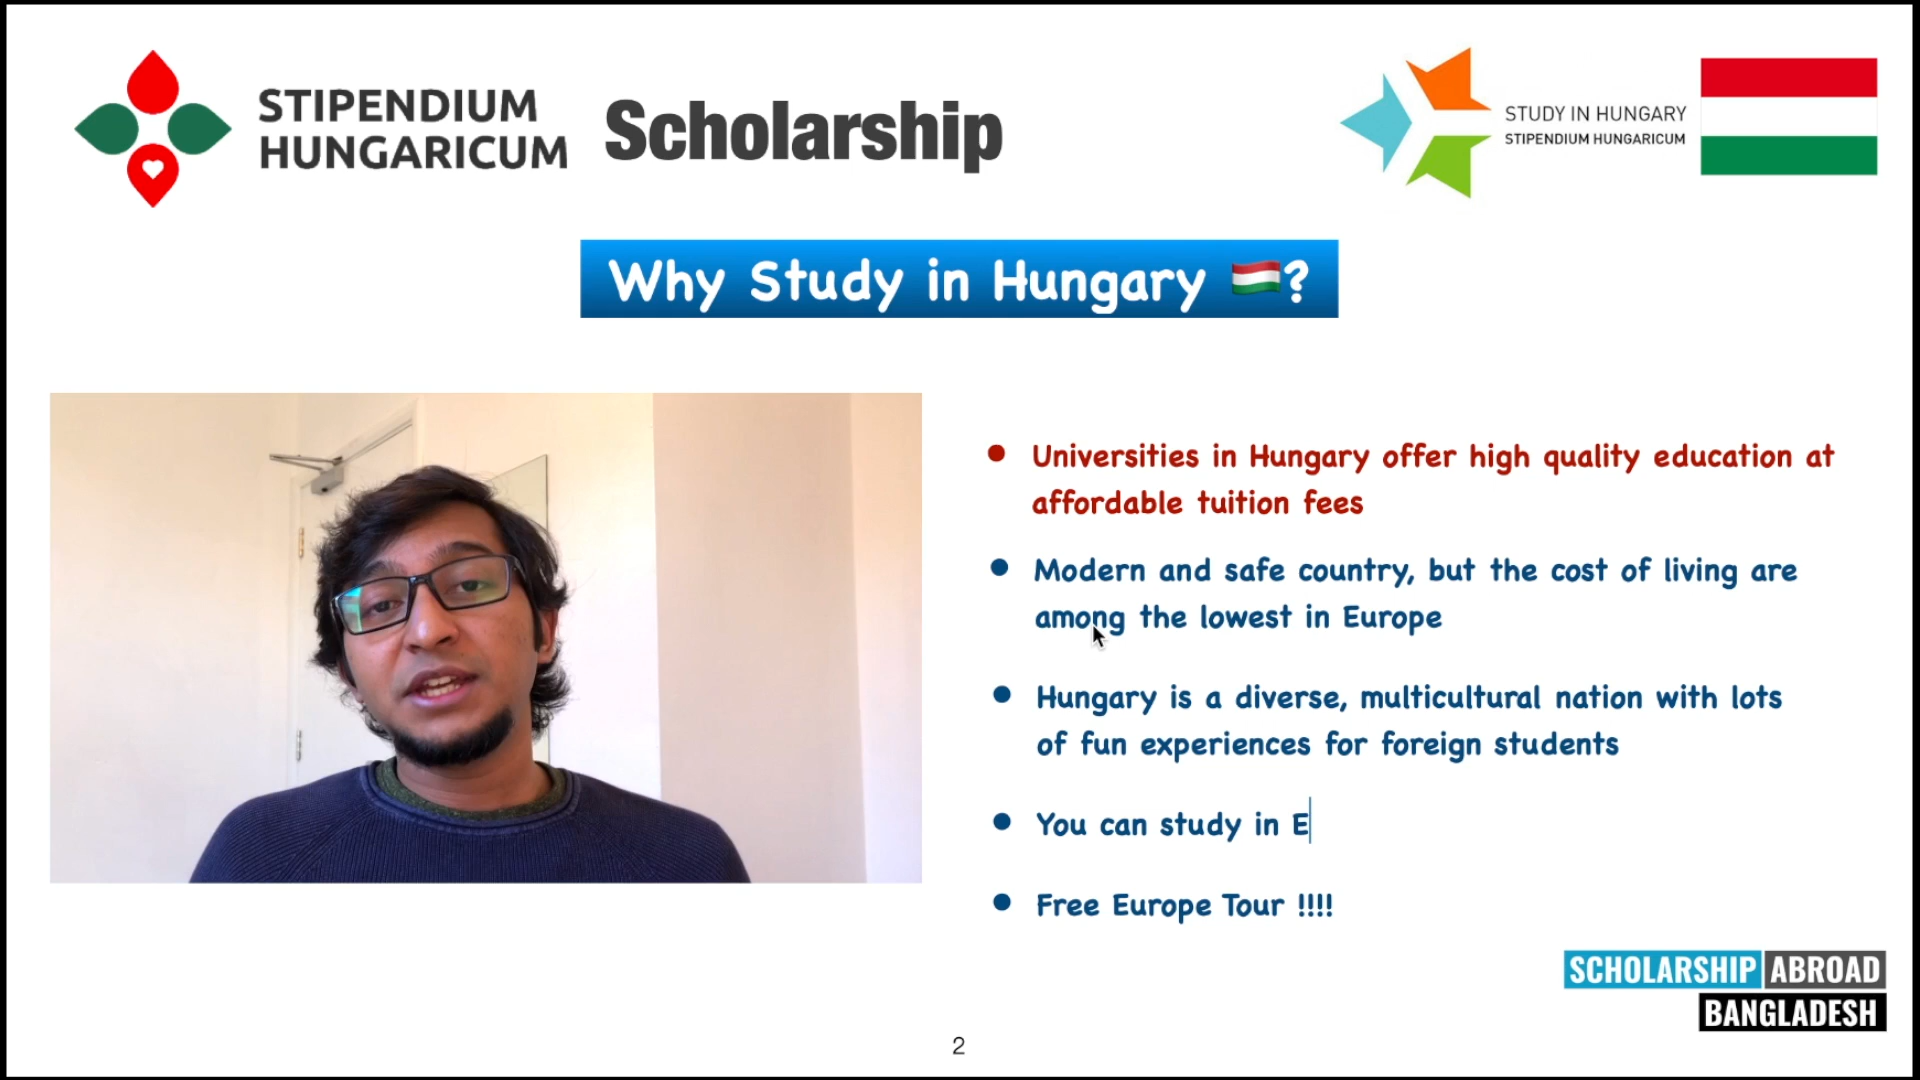 STIPENDIUM
HUNGARICUM
Scholarship
STUDY IN HUNGARY
STIPENDIUM HUNGARICUM
Why Study in Hungary 🇭🇺?
• Universities in Hungary offer high quality education at
affordable tuition fees
• Modern and safe country, but the cost of living are
among the lowest in Europe
• Hungary is a diverse, multicultural nation with lots
of fun experiences for foreign students
• You can study in E
• Free Europe Tour !!!!
SCHOLARSHIP ABROAD
BANGLADESH
2